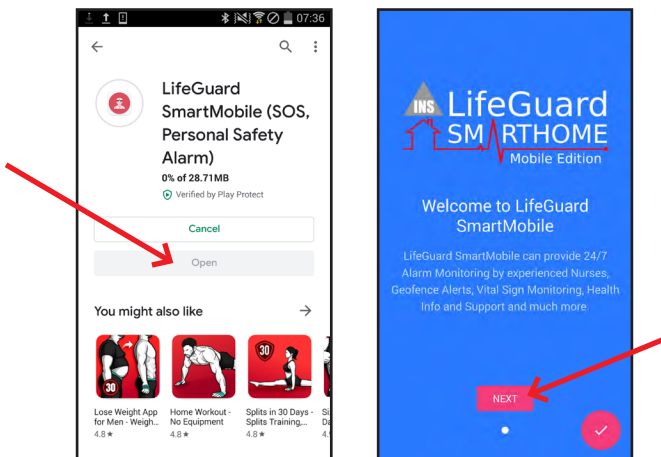 07:36
LifeGuard
SmartMobile (SOS,
Personal Safety
Alarm)
0% of 28.71MB
Verified by Play Protect
Cancel
Open
You might also like
30
30
Lose Weight App
for Men - Weigh...
4.8★
Home Workout -
No Equipment
4.8★
Splits in 30 Days -
Splits Training,...
4.8★
Si
Da
4.
INS
LifeGuard
SMARTHOME
Mobile Edition
Welcome to LifeGuard
SmartMobile
LifeGuard SmartMobile can provide 24/7
Alarm Monitoring by experienced Nurses,
Geofence Alerts, Vital Sign Monitoring, Health
Info and Support and much more.
NEXT